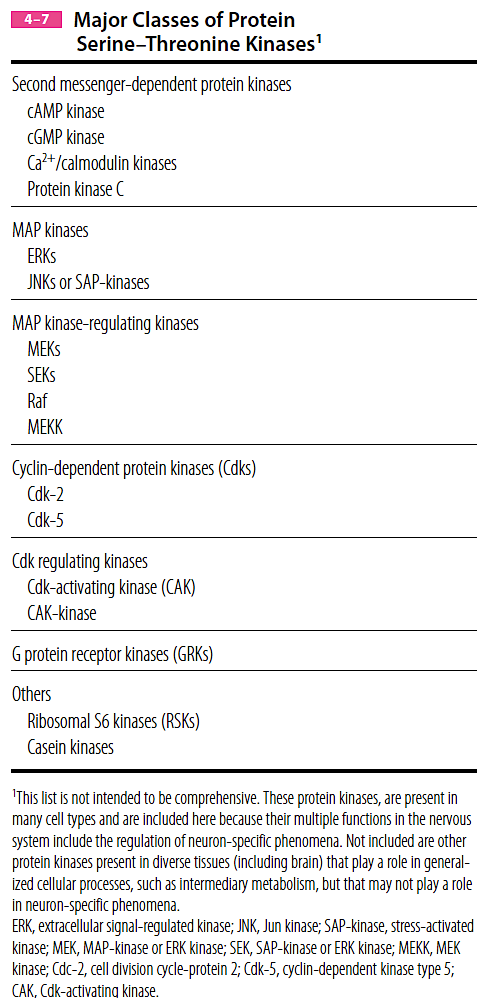 4–7 Major Classes of Protein
Serine–Threonine Kinases¹
Second messenger-dependent protein kinases
cAMP kinase
cGMP kinase
Ca²⁺/calmodulin kinases
Protein kinase C
MAP kinases
ERKs
JNKs or SAP-kinases
MAP kinase-regulating kinases
MEKs
SEKs
Raf
MEKK
Cyclin-dependent protein kinases (Cdks)
Cdk-2
Cdk-5
Cdk regulating kinases
Cdk-activating kinase (CAK)
CAK-kinase
G protein receptor kinases (GRKs)
Others
Ribosomal S6 kinases (RSKs)
Casein kinases
¹This list is not intended to be comprehensive. These protein kinases, are present in
many cell types and are included here because their multiple functions in the nervous
system include the regulation of neuron-specific phenomena. Not included are other
protein kinases present in diverse tissues (including brain) that play a role in general-
ized cellular processes, such as intermediary metabolism, but that may not play a role
in neuron-specific phenomena.
ERK, extracellular signal-regulated kinase; JNK, Jun kinase; SAP-kinase, stress-activated
kinase; MEK, MAP-kinase or ERK kinase; SEK, SAP-kinase or ERK kinase; MEKK, MEK
kinase; Cdc-2, cell division cycle-protein 2; Cdk-5, cyclin-dependent kinase type 5;
CAK, Cdk-activating kinase.